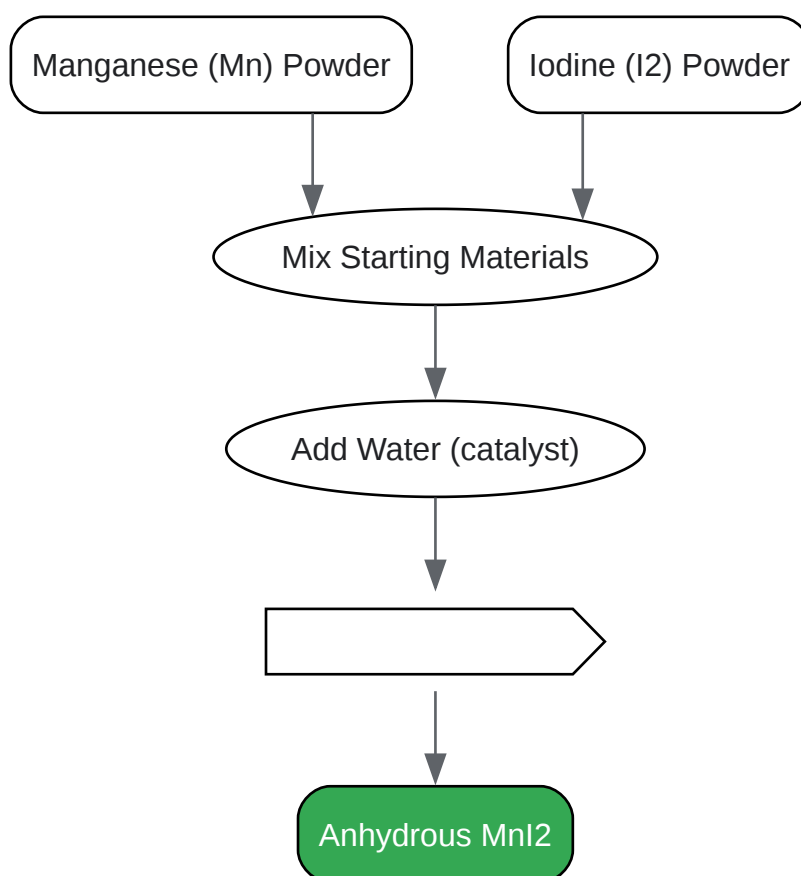 Manganese (Mn) Powder
Iodine (I2) Powder
Mix Starting Materials
Add Water (catalyst)
Anhydrous MnI2